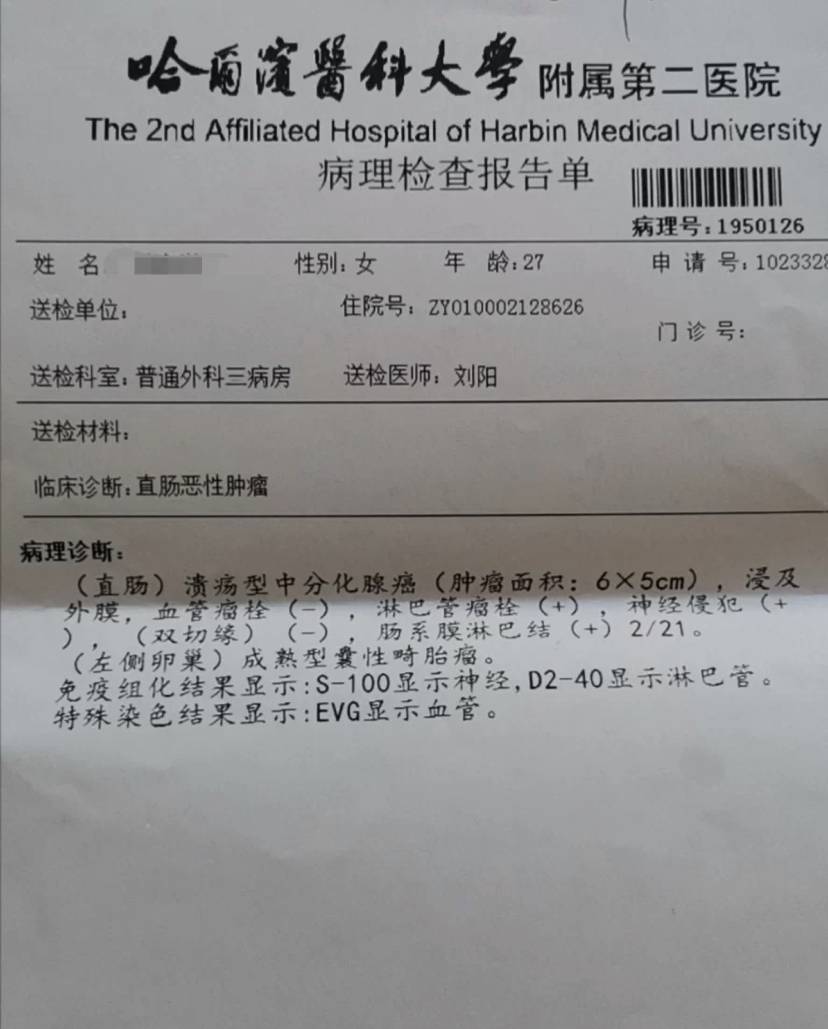 哈爾濱醫科大學 附属第二医院
The 2nd Affiliated Hospital of Harbin Medical University
病理检查报告单
病理号:1950126
姓 名 性别:女 年 龄:27 申 请 号:1023328
送检单位: 住院号: ZY010002128626
门 诊 号:
送检科室:普通外科三病房 送检医师: 刘阳
送检材料:
临床诊断:直肠恶性肿瘤
病理诊断:
(直肠)溃疡型中分化腺癌(肿瘤面积: 6×5cm),浸及
外膜,血管瘤栓(-),淋巴管瘤栓(+),神经侵犯(+
),(双切缘)(-),肠系膜淋巴结(+)2/21。
(左侧卵巢)成熟型囊性畸胎瘤。
免疫组化结果显示:S-100显示神经,D2-40显示淋巴管。
特殊染色结果显示:EVG显示血管。